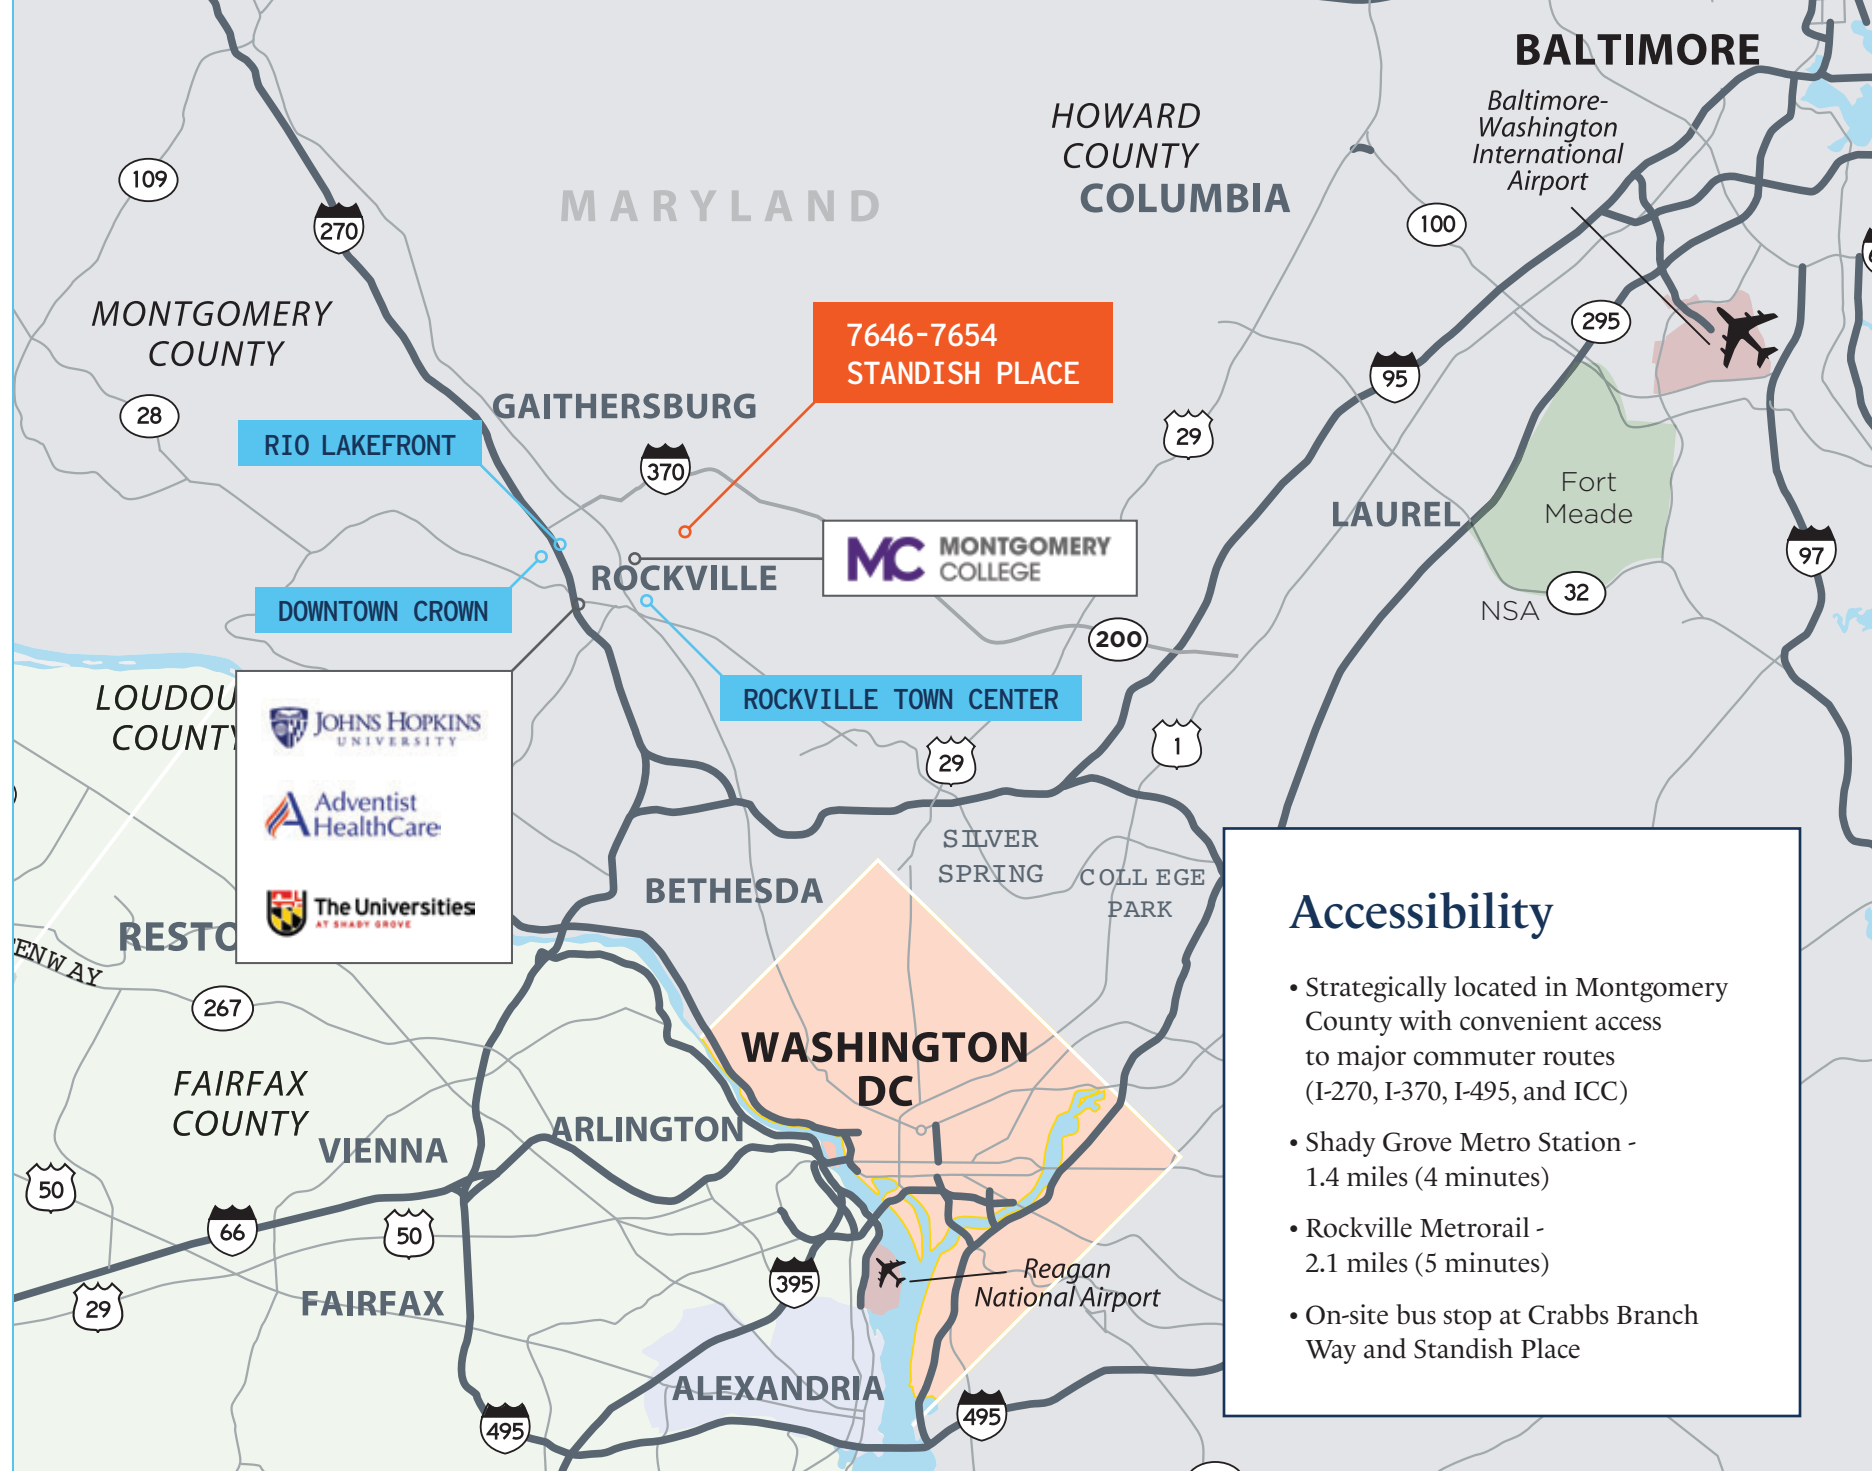 BALTIMORE
Baltimore-
Washington
International
Airport
HOWARD
COUNTY
COLUMBIA
MARYLAND
109
270
100
MONTGOMERY
COUNTY
7646-7654
STANDISH PLACE
295
95
28
GAITHERSBURG
29
RIO LAKEFRONT
370
Fort
Meade
LAUREL
MC MONTGOMERY
COLLEGE
97
ROCKVILLE
32
NSA
DOWNTOWN CROWN
200
ROCKVILLE TOWN CENTER
LOUDOU
COUNTY
JOHNS HOPKINS
UNIVERSITY
1
29
Adventist
HealthCare
SILVER
SPRING
COLLEGE
PARK
BETHESDA
The Universities
AT SHADY GROVE
RESTO
ENWAY
267
WASHINGTON
DC
FAIRFAX
COUNTY
ARLINGTON
VIENNA
50
66
50
395
Reagan
National Airport
29
FAIRFAX
ALEXANDRIA
495
495
Accessibility
• Strategically located in Montgomery
County with convenient access
to major commuter routes
(I-270, I-370, I-495, and ICC)
• Shady Grove Metro Station -
1.4 miles (4 minutes)
• Rockville Metrorail -
2.1 miles (5 minutes)
• On-site bus stop at Crabbs Branch
Way and Standish Place